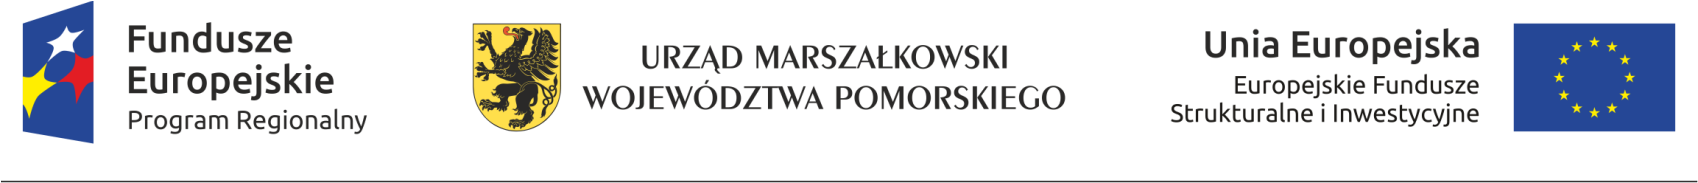 Fundusze
Europejskie
Program Regionalny
URZĄD MARSZAŁKOWSKI
WOJEWÓDZTWA POMORSKIEGO
Unia Europejska
Europejskie Fundusze
Strukturalne i Inwestycyjne